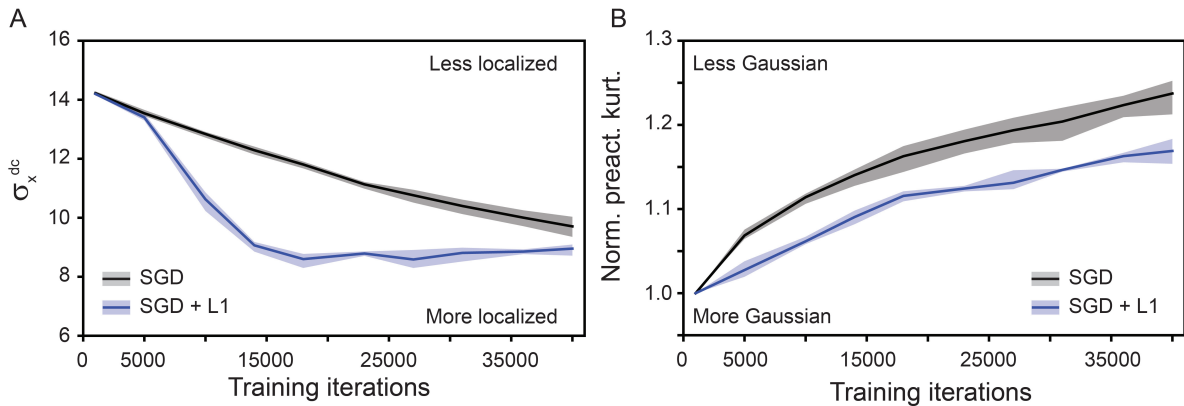 A
σx dc
16
14
12
10
8
6
Less localized
More localized
SGD
SGD + L1
0 5000 15000 25000 35000
Training iterations
B
Norm. preact. kurt.
1.3
1.2
1.1
1.0
Less Gaussian
More Gaussian
SGD
SGD + L1
0 5000 15000 25000 35000
Training iterations